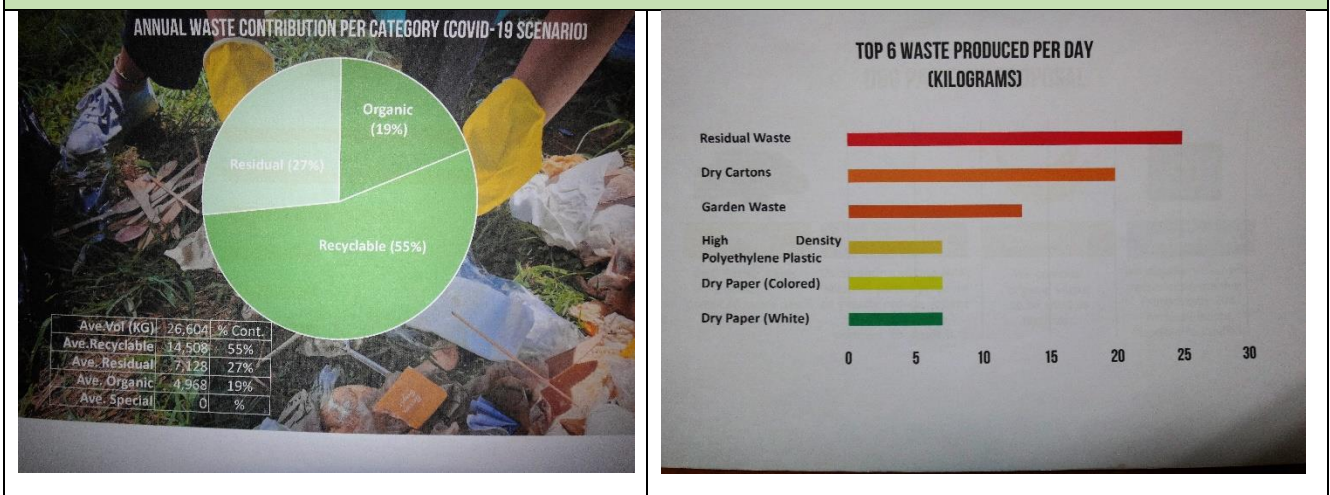 ANNUAL WASTE CONTRIBUTION PER CATEGORY (COVID-19 SCENARIO)
Organic
(19%)
Residual (27%)
Recyclable (55%)
Ave.Vol (KG) 26,604 % Cont.
Ave.Recyclable 14,508 55%
Ave. Residual 7,128 27%
Ave. Organic 4,968 19%
Ave. Special 0 %
TOP 6 WASTE PRODUCED PER DAY
(KILOGRAMS)
Residual Waste
Dry Cartons
Garden Waste
High Density
Polyethylene Plastic
Dry Paper (Colored)
Dry Paper (White)
0 5 10 15 20 25 30